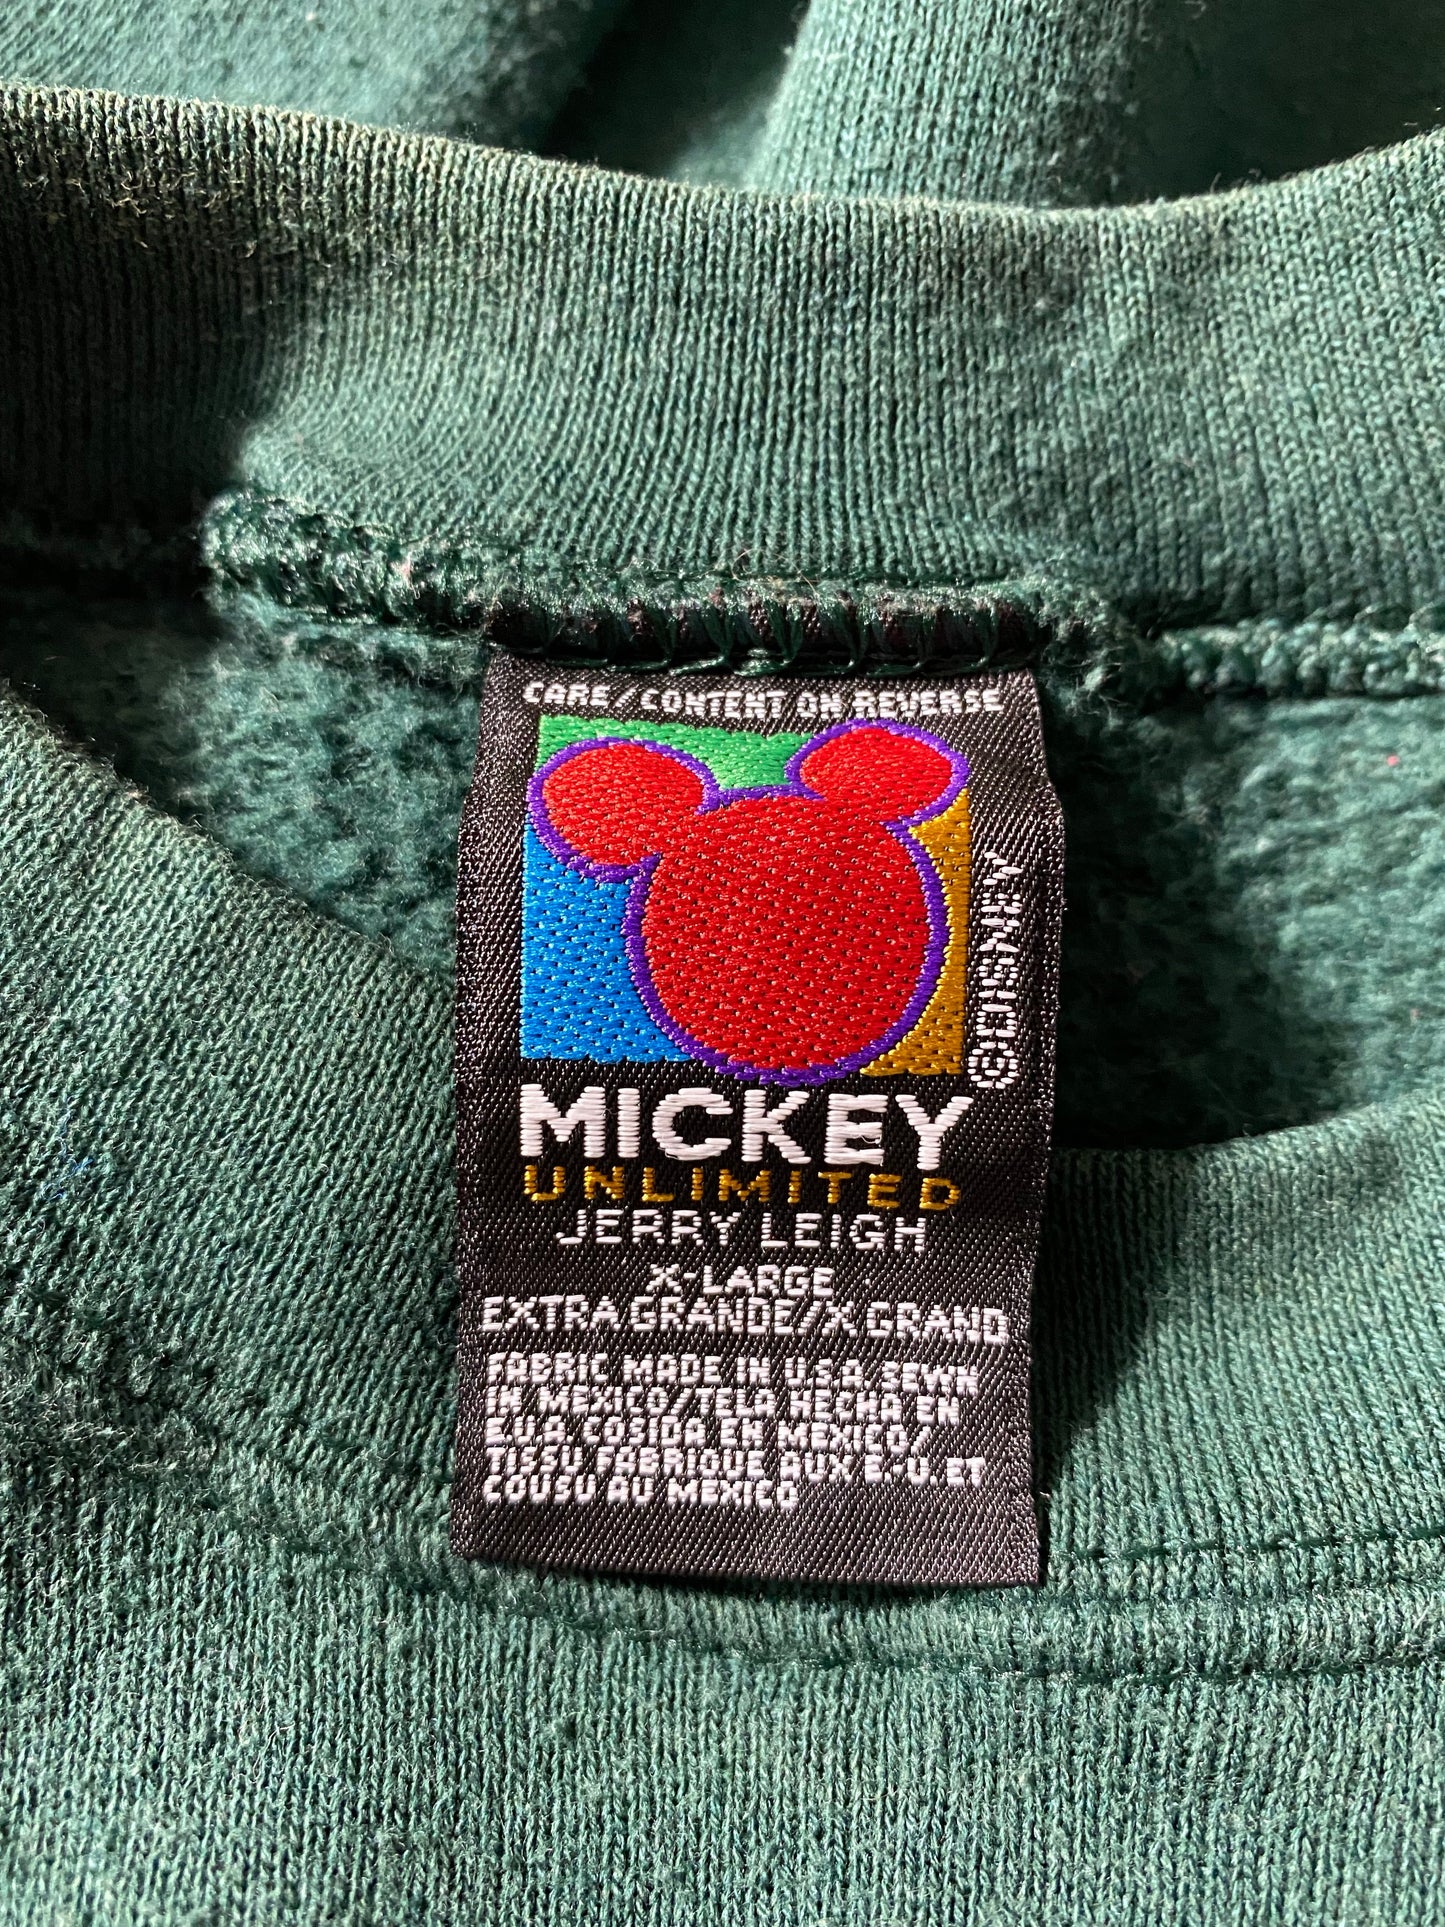 CARE/CONTENT ON REVERSE
©DISNEY
MICKEY
UNLIMITED
JERRY LEIGH
X-LARGE
EXTRA GRANDE/X GRAND
FABRIC MADE IN U.S.A. SEWN
IN MEXICO/TELA HECHA EN
E.U.A COSIDA EN MEXICO/
TISSU FABRIQUE AUX E.-U. ET
COUSU AU MEXICO